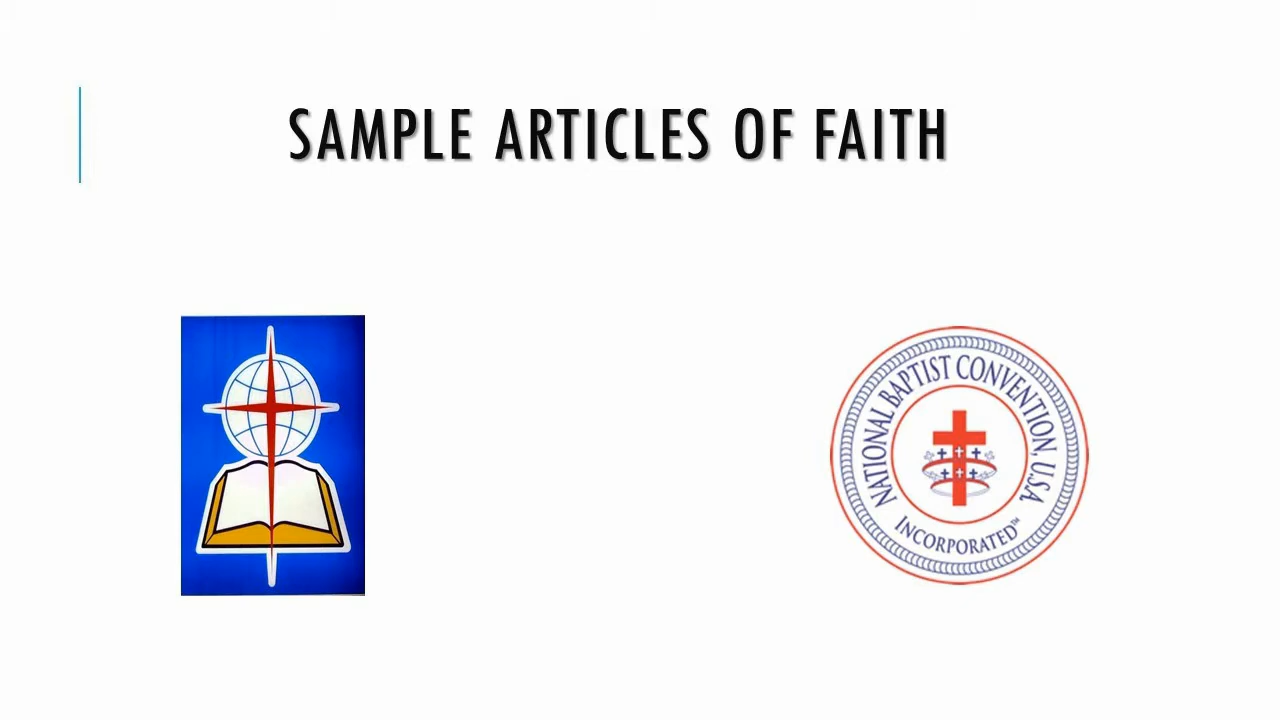 SAMPLE ARTICLES OF FAITH
NATIONAL BAPTIST CONVENTION, U.S.A.
INCORPORATED™